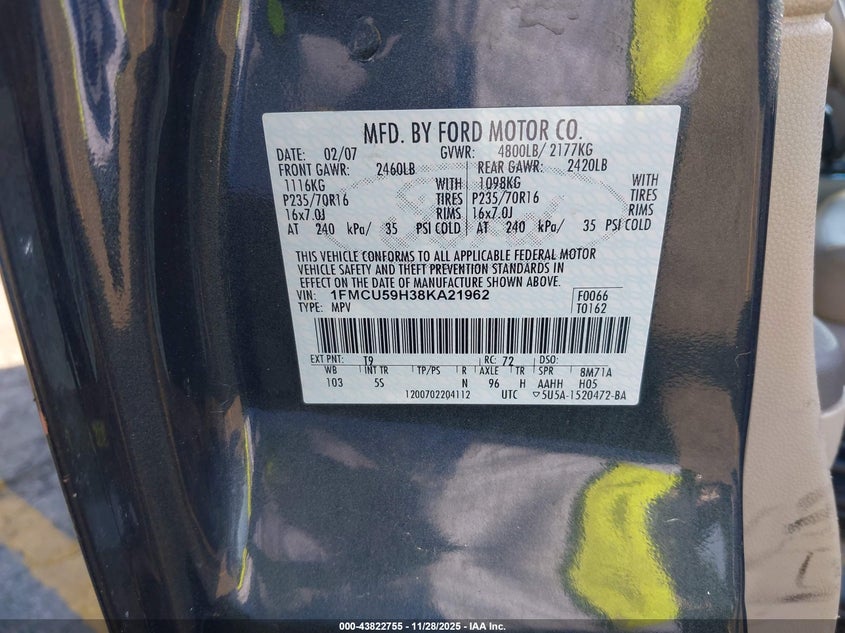 MFD. BY FORD MOTOR CO.
DATE: 02/07 GVWR: 4800LB/ 2177KG
FRONT GAWR: 2460LB REAR GAWR: 2420LB
1116KG WITH 1098KG WITH
P235/70R16 TIRES P235/70R16 TIRES
16x7.0J RIMS 16x7.0J RIMS
AT 240 kPa/ 35 PSI COLD AT 240 kPa/ 35 PSI COLD
THIS VEHICLE CONFORMS TO ALL APPLICABLE FEDERAL MOTOR
VEHICLE SAFETY AND THEFT PREVENTION STANDARDS IN
EFFECT ON THE DATE OF MANUFACTURE SHOWN ABOVE.
VIN: 1FMCU59H38KA21962 F0066
TYPE: MPV T0162
EXT PNT: T9 RC: 72 DSO:
WB INT TR TP/PS R AXLE TR SPR 8M71A
103 5S N 96 H AAHH H05
1200702204112 UTC ▽5U5A-1520472-BA
000-43822755 - 11/28/2025 - IAA Inc.